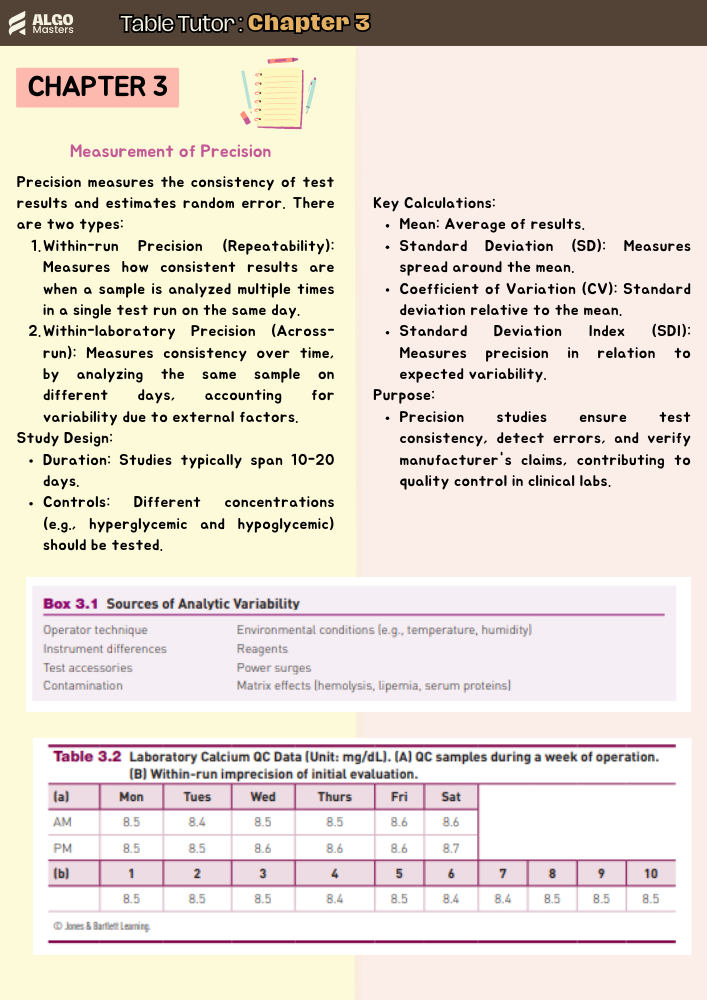 ALGO
Masters
Table Tutor : Chapter 3
CHAPTER 3
Measurement of Precision
Precision measures the consistency of test
results and estimates random error. There
are two types:
1. Within-run Precision (Repeatability):
Measures how consistent results are
when a sample is analyzed multiple times
in a single test run on the same day.
2. Within-laboratory Precision (Across-
run): Measures consistency over time,
by analyzing the same sample on
different days, accounting for
variability due to external factors.
Study Design:
• Duration: Studies typically span 10-20
days.
• Controls: Different concentrations
(e.g., hyperglycemic and hypoglycemic)
should be tested.
Key Calculations:
• Mean: Average of results.
• Standard Deviation (SD): Measures
spread around the mean.
• Coefficient of Variation (CV): Standard
deviation relative to the mean.
• Standard Deviation Index (SDI):
Measures precision in relation to
expected variability.
Purpose:
• Precision studies ensure test
consistency, detect errors, and verify
manufacturer's claims, contributing to
quality control in clinical labs.
Box 3.1 Sources of Analytic Variability
Operator technique Environmental conditions (e.g., temperature, humidity)
Instrument differences Reagents
Test accessories Power surges
Contamination Matrix effects (hemolysis, lipemia, serum proteins)
Table 3.2 Laboratory Calcium QC Data (Unit: mg/dL). (A) QC samples during a week of operation.
(B) Within-run imprecision of initial evaluation.
(a) Mon Tues Wed Thurs Fri Sat
AM 8.5 8.4 8.5 8.5 8.6 8.6
PM 8.5 8.5 8.6 8.6 8.6 8.7
(b) 1 2 3 4 5 6 7 8 9 10
8.5 8.5 8.5 8.4 8.5 8.4 8.4 8.5 8.5 8.5
© Jones & Bartlett Learning.